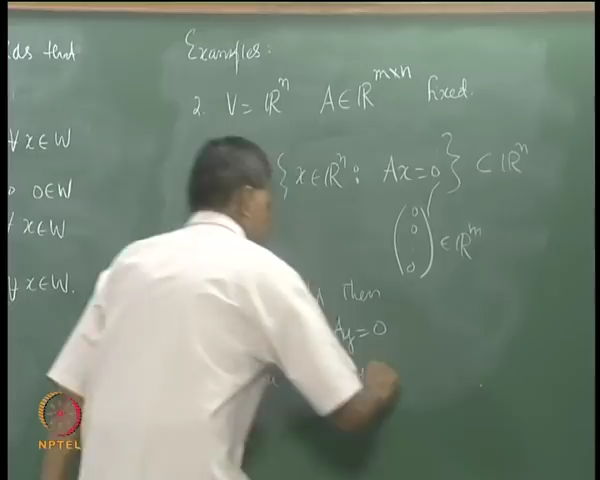 ds that
∀ x∈W
0∈W
∀ x∈W
∀ x∈W.
Examples:
2. V = ℝⁿ A∈ℝ^{m×n} fixed.
{ x∈ℝⁿ : Ax=0 } ⊂ ℝⁿ
(0 0 . 0) ∈ ℝᵐ
Then
Ay=0
NPTEL